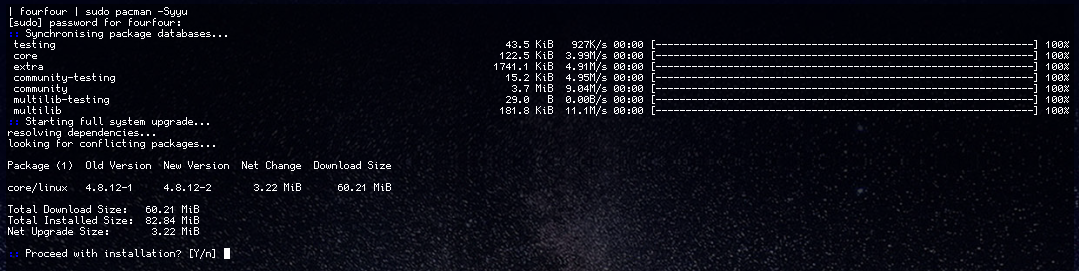 | fourfour | sudo pacman -Syyu
[sudo] password for fourfour:
:: Synchronising package databases...
testing 43.5 KiB 927K/s 00:00 [----------------------------------------------------------------] 100%
core 122.5 KiB 3.99M/s 00:00 [----------------------------------------------------------------] 100%
extra 1741.1 KiB 4.91M/s 00:00 [----------------------------------------------------------------] 100%
community-testing 15.2 KiB 4.95M/s 00:00 [----------------------------------------------------------------] 100%
community 3.7 MiB 9.04M/s 00:00 [----------------------------------------------------------------] 100%
multilib-testing 29.0 B 0.00B/s 00:00 [----------------------------------------------------------------] 100%
multilib 181.8 KiB 11.1M/s 00:00 [----------------------------------------------------------------] 100%
:: Starting full system upgrade...
resolving dependencies...
looking for conflicting packages...
Package (1) Old Version New Version Net Change Download Size
core/linux 4.8.12-1 4.8.12-2 3.22 MiB 60.21 MiB
Total Download Size: 60.21 MiB
Total Installed Size: 82.84 MiB
Net Upgrade Size: 3.22 MiB
:: Proceed with installation? [Y/n]